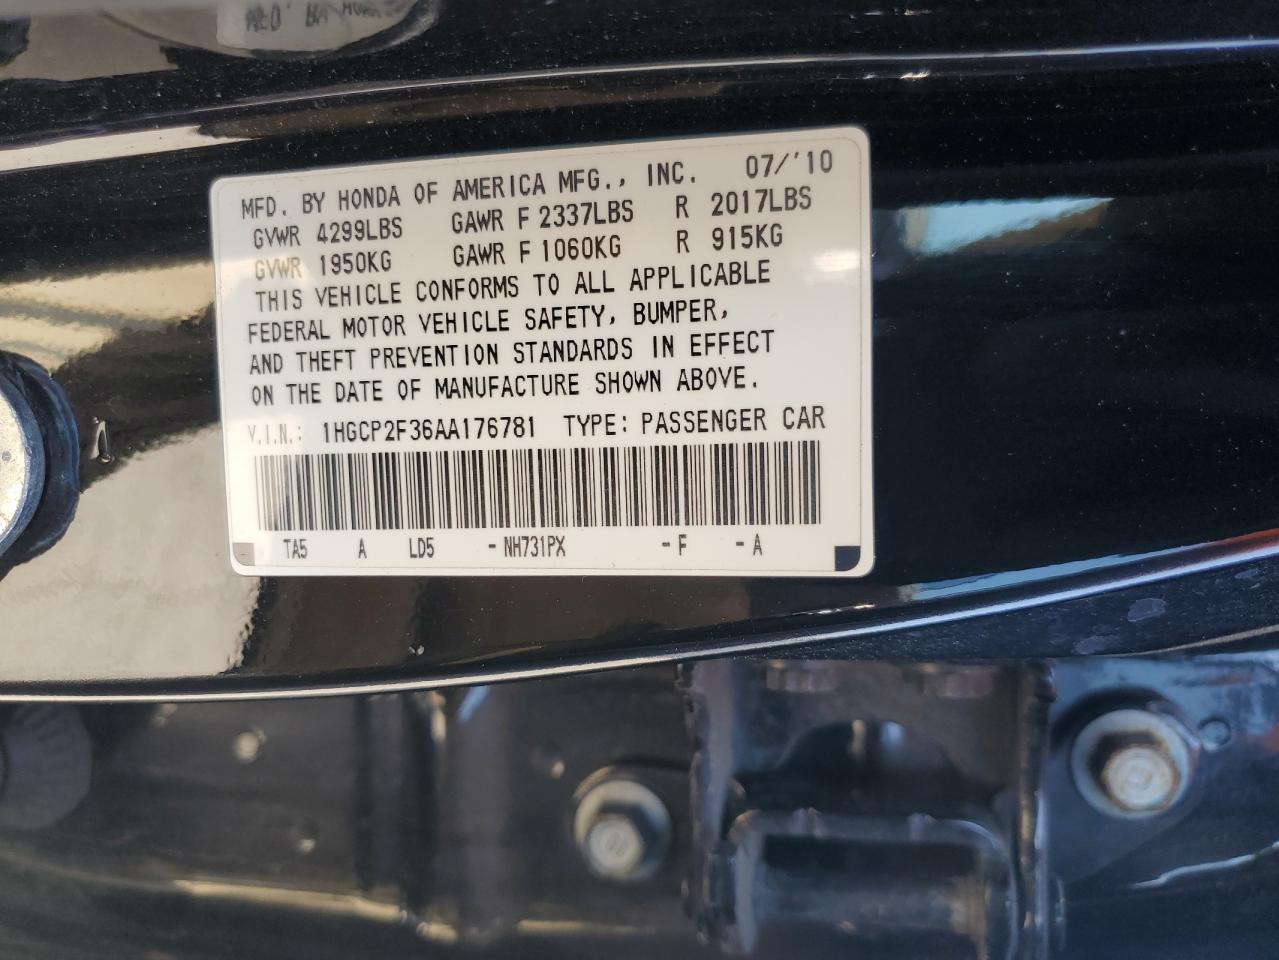 MFD. BY HONDA OF AMERICA MFG., INC. 07/'10
GVWR 4299LBS GAWR F 2337LBS R 2017LBS
GVWR 1950KG GAWR F 1060KG R 915KG
THIS VEHICLE CONFORMS TO ALL APPLICABLE
FEDERAL MOTOR VEHICLE SAFETY, BUMPER,
AND THEFT PREVENTION STANDARDS IN EFFECT
ON THE DATE OF MANUFACTURE SHOWN ABOVE.
V.I.N.: 1HGCP2F36AA176781 TYPE: PASSENGER CAR
TA5 A LD5 -NH731PX -F -A